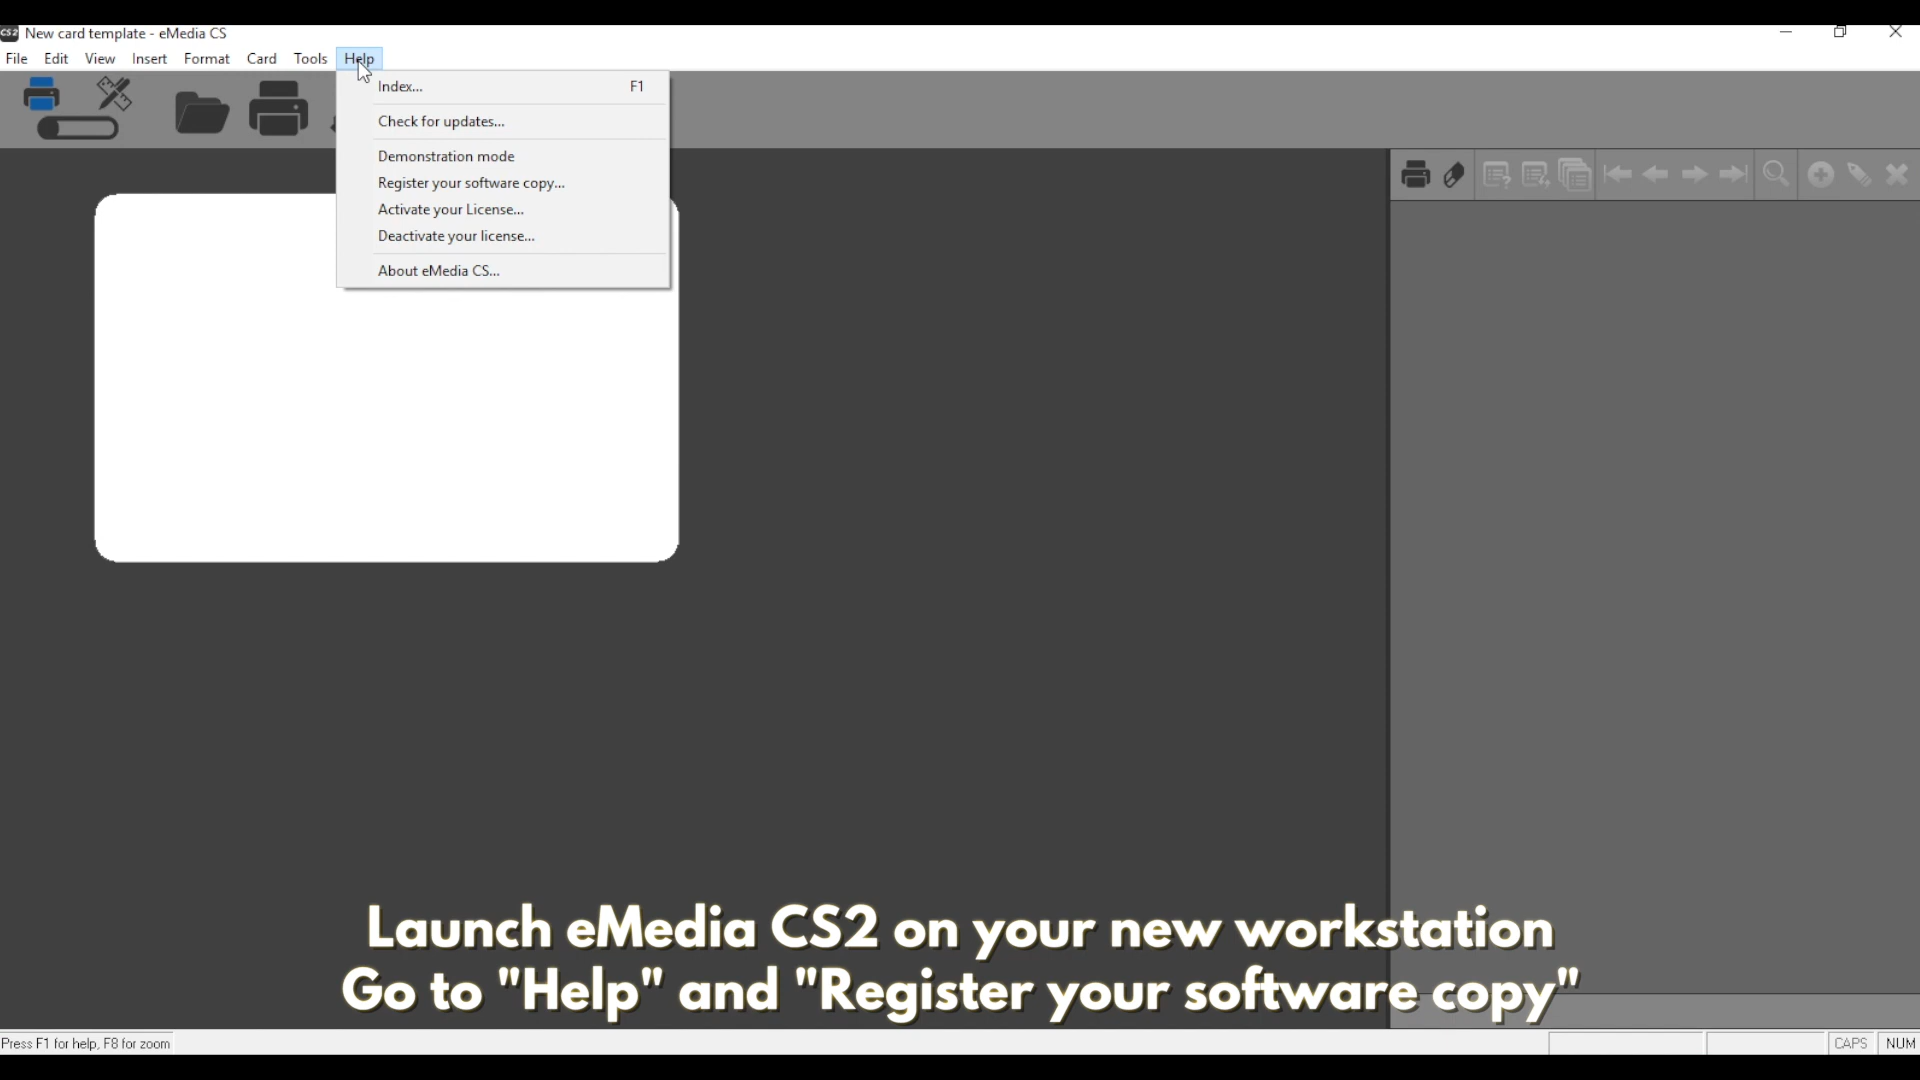 CS2 New card template - eMedia CS
File Edit View Insert Format Card Tools Help
Index... F1
Check for updates...
Demonstration mode
Register your software copy...
Activate your License...
Deactivate your license...
About eMedia CS...
Launch eMedia CS2 on your new workstation
Go to "Help" and "Register your software copy"
Press F1 for help, F8 for zoom CAPS NUM